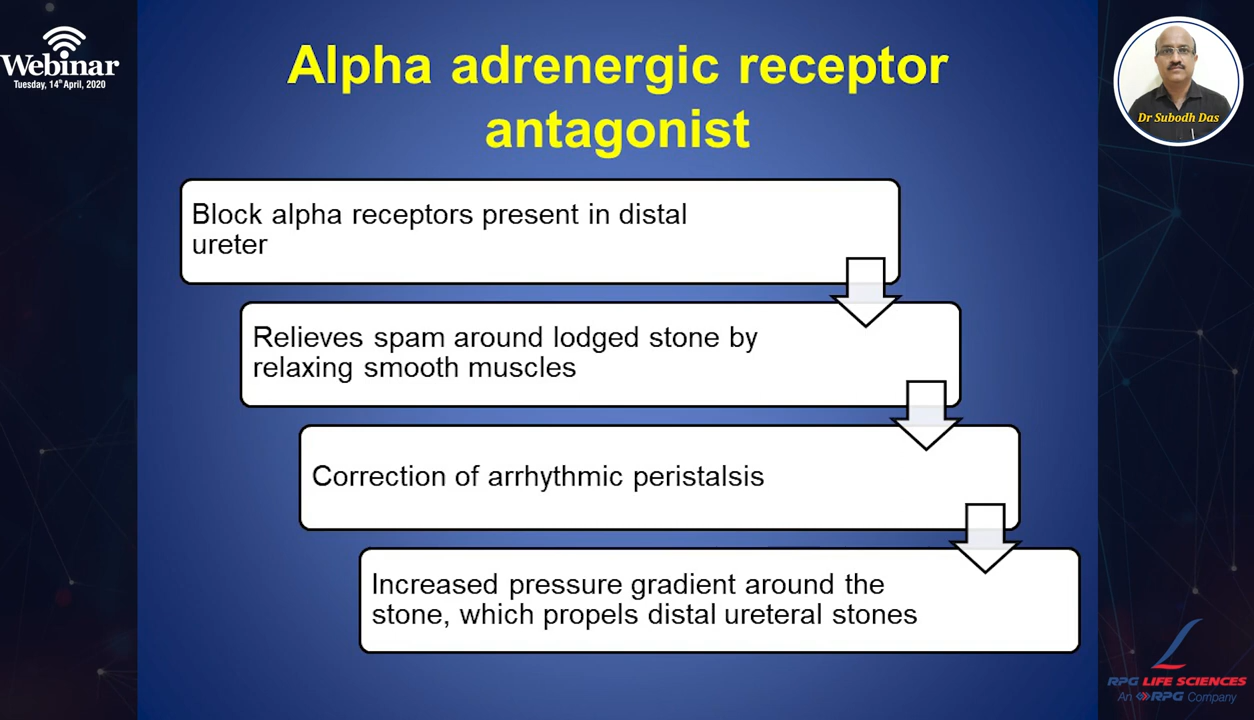 Webinar
Tuesday, 14th April, 2020
Alpha adrenergic receptor
antagonist
Dr Subodh Das
Block alpha receptors present in distal
ureter
Relieves spam around lodged stone by
relaxing smooth muscles
Correction of arrhythmic peristalsis
Increased pressure gradient around the
stone, which propels distal ureteral stones
RPG LIFE SCIENCES
An RPG Company